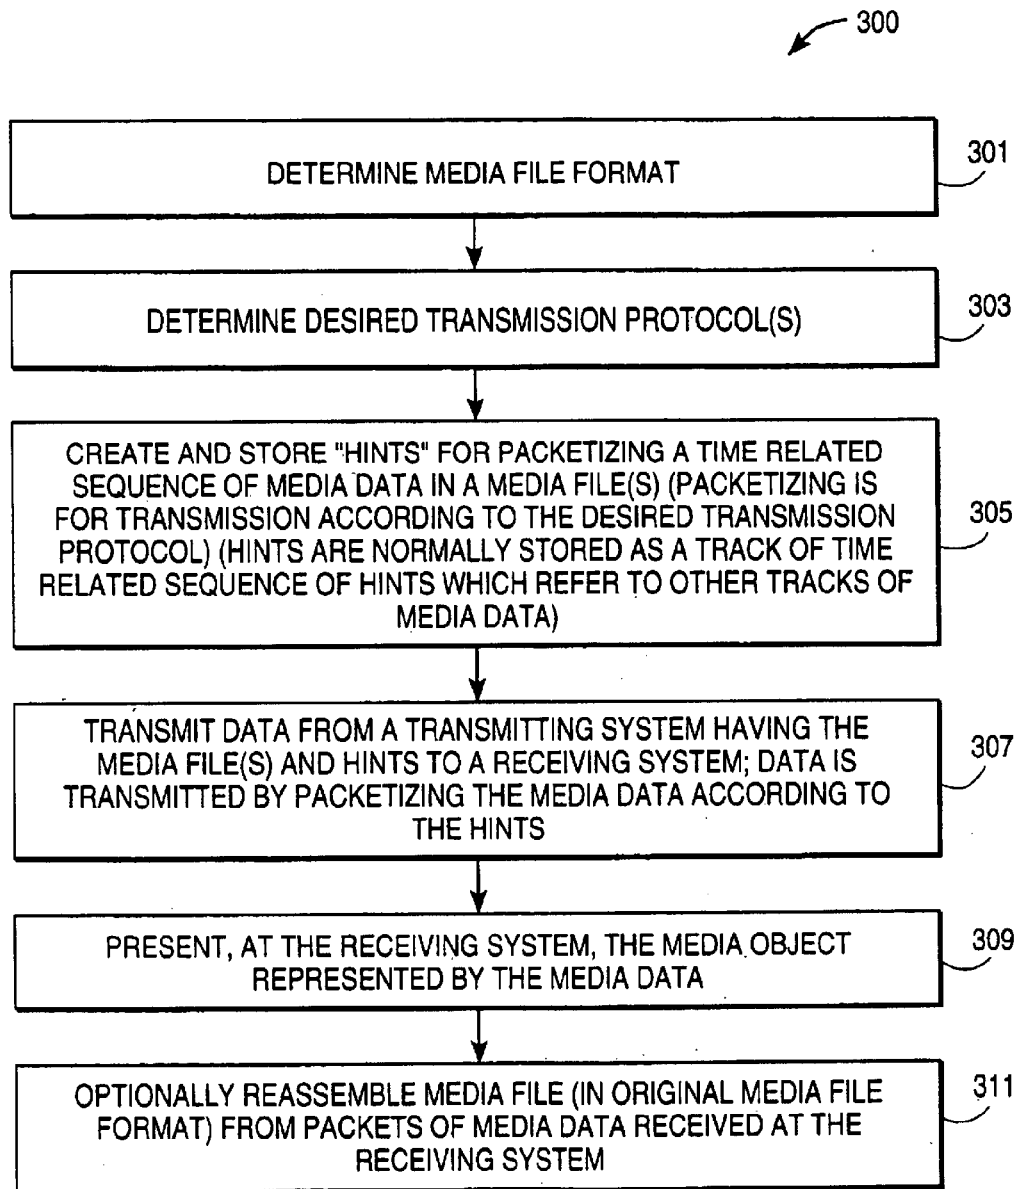 300
DETERMINE MEDIA FILE FORMAT
301
DETERMINE DESIRED TRANSMISSION PROTOCOL(S)
303
CREATE AND STORE "HINTS" FOR PACKETIZING A TIME RELATED
SEQUENCE OF MEDIA DATA IN A MEDIA FILE(S) (PACKETIZING IS
FOR TRANSMISSION ACCORDING TO THE DESIRED TRANSMISSION
PROTOCOL) (HINTS ARE NORMALLY STORED AS A TRACK OF TIME
RELATED SEQUENCE OF HINTS WHICH REFER TO OTHER TRACKS OF
MEDIA DATA)
305
TRANSMIT DATA FROM A TRANSMITTING SYSTEM HAVING THE
MEDIA FILE(S) AND HINTS TO A RECEIVING SYSTEM; DATA IS
TRANSMITTED BY PACKETIZING THE MEDIA DATA ACCORDING TO
THE HINTS
307
PRESENT, AT THE RECEIVING SYSTEM, THE MEDIA OBJECT
REPRESENTED BY THE MEDIA DATA
309
OPTIONALLY REASSEMBLE MEDIA FILE (IN ORIGINAL MEDIA FILE
FORMAT) FROM PACKETS OF MEDIA DATA RECEIVED AT THE
RECEIVING SYSTEM
311